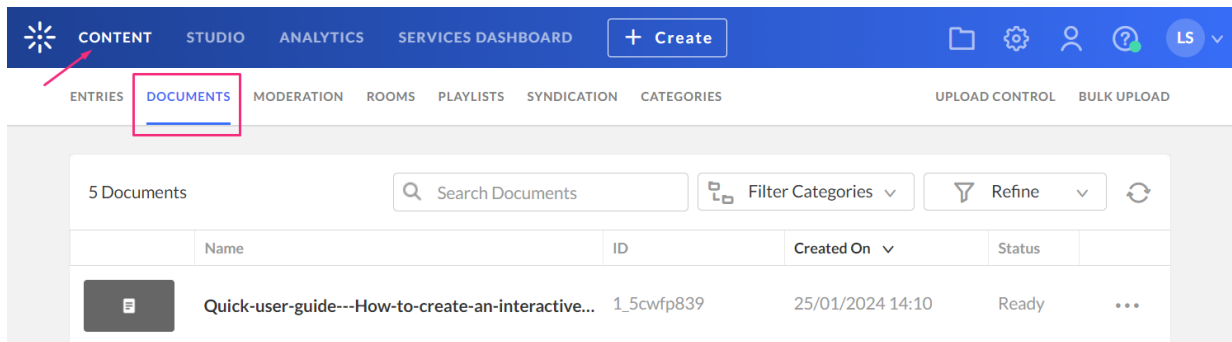 CONTENT STUDIO ANALYTICS SERVICES DASHBOARD + Create LS
ENTRIES DOCUMENTS MODERATION ROOMS PLAYLISTS SYNDICATION CATEGORIES UPLOAD CONTROL BULK UPLOAD
5 Documents Search Documents Filter Categories Refine
Name ID Created On Status
Quick-user-guide---How-to-create-an-interactive... 1_5cwfp839 25/01/2024 14:10 Ready